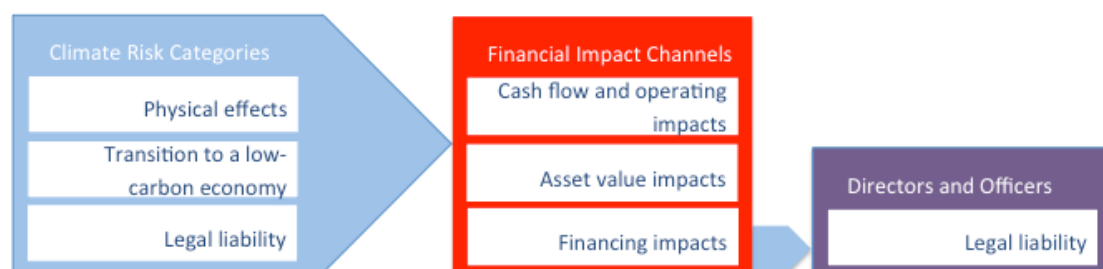 Climate Risk Categories
Physical effects
Transition to a low-
carbon economy
Legal liability
Financial Impact Channels
Cash flow and operating
impacts
Asset value impacts
Financing impacts
Directors and Officers
Legal liability